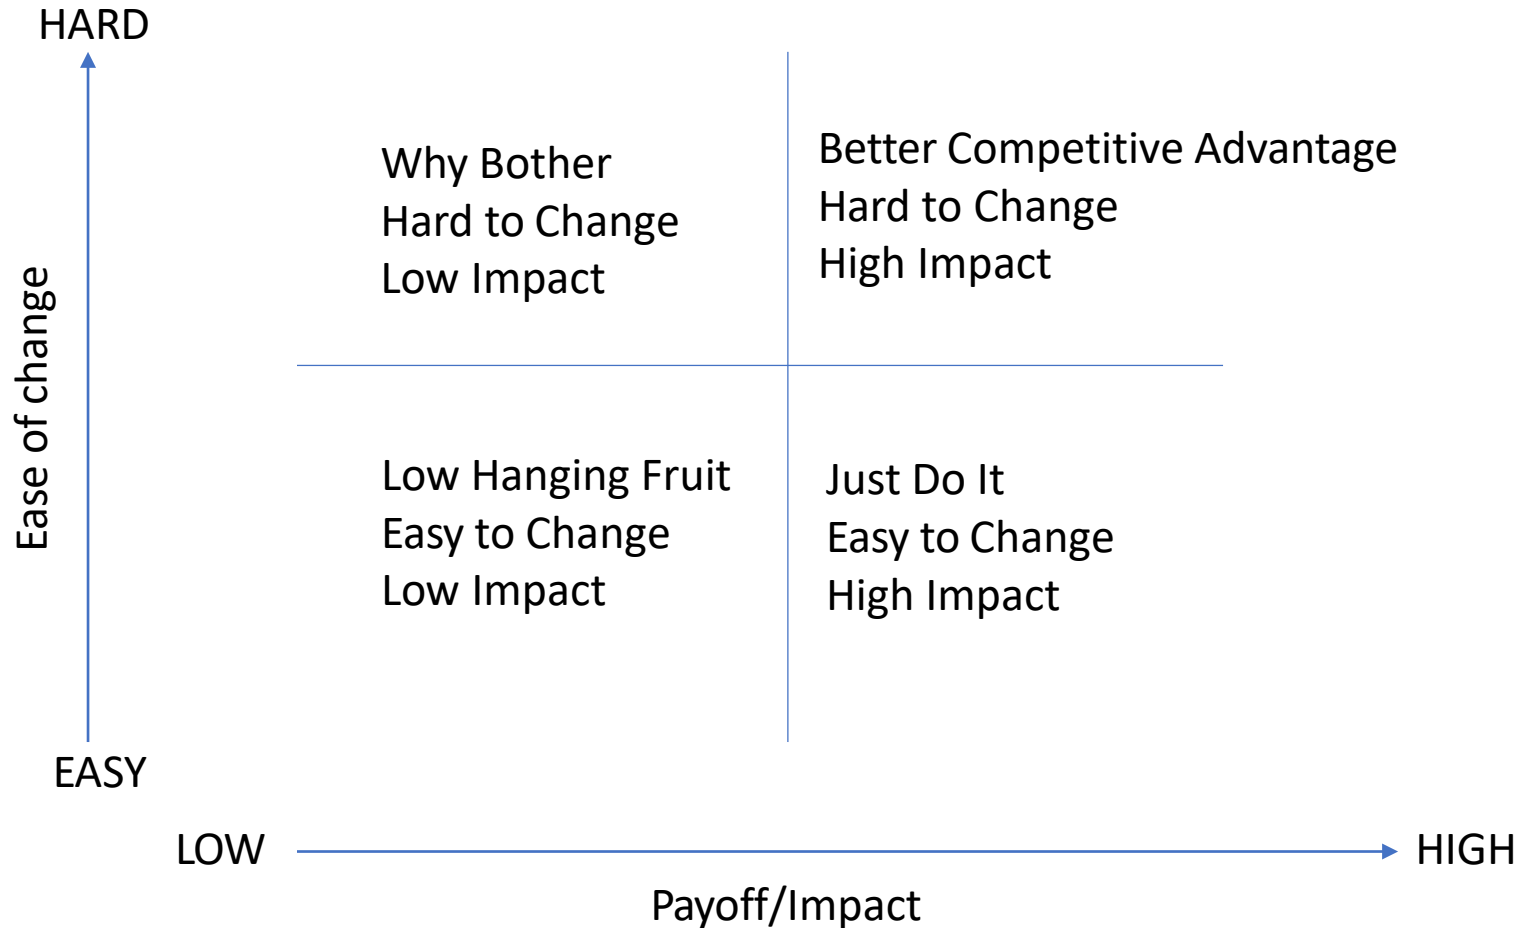 HARD
Why Bother
Hard to Change
Low Impact
Better Competitive Advantage
Hard to Change
High Impact
Ease of change
Low Hanging Fruit
Easy to Change
Low Impact
Just Do It
Easy to Change
High Impact
EASY
LOW
HIGH
Payoff/Impact